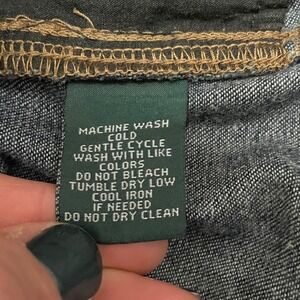 MACHINE WASH
COLD
GENTLE CYCLE
WASH WITH LIKE
COLORS
DO NOT BLEACH
TUMBLE DRY LOW
COOL IRON
IF NEEDED
DO NOT DRY CLEAN